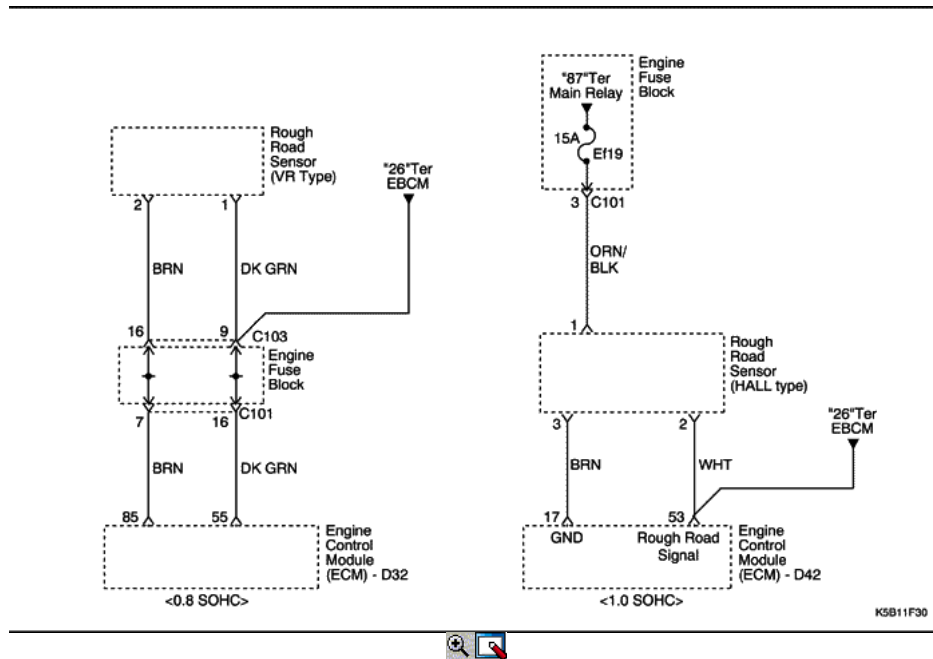 Rough
Road
Sensor
(VR Type)
"26"Ter
EBCM
2
1
BRN
DK GRN
16
9
C103
Engine
Fuse
Block
7
16
C101
BRN
DK GRN
85
55
Engine
Control
Module
(ECM) - D32
<0.8 SOHC>
"87"Ter
Main Relay
Engine
Fuse
Block
15A
Ef19
3
C101
ORN/
BLK
1
Rough
Road
Sensor
(HALL type)
3
2
"26"Ter
EBCM
BRN
WHT
17
53
GND
Rough Road
Signal
Engine
Control
Module
(ECM) - D42
<1.0 SOHC>
K5B11F30